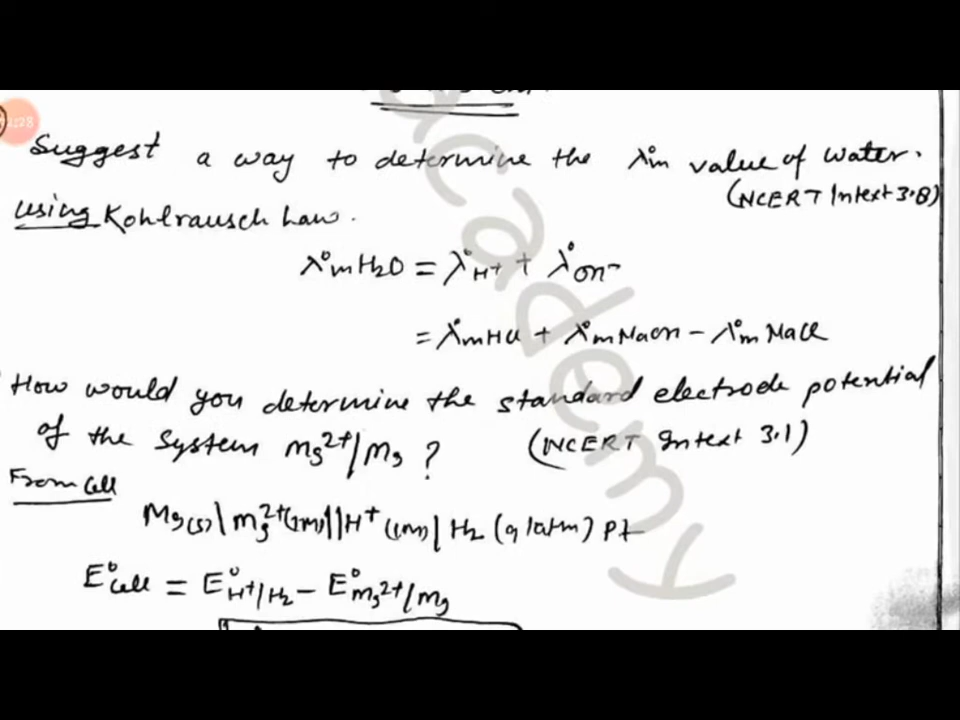 Suggest a way to determine the λ°m value of water.
using Kohlrausch Law.
(NCERT Intext 3.8)
λ°m H2O = λ°H+ + λ°OH-
= λ°m HCl + λ°m NaOH - λ°m NaCl
How would you determine the standard electrode potential
of the system Mg2+/Mg ? (NCERT Intext 3.1)
From Cell
Mg(s) | Mg2+(1M) || H+ (1M) | H2 (g, 1atm) Pt
E°cell = E°H+/H2 - E°Mg2+/Mg
academy